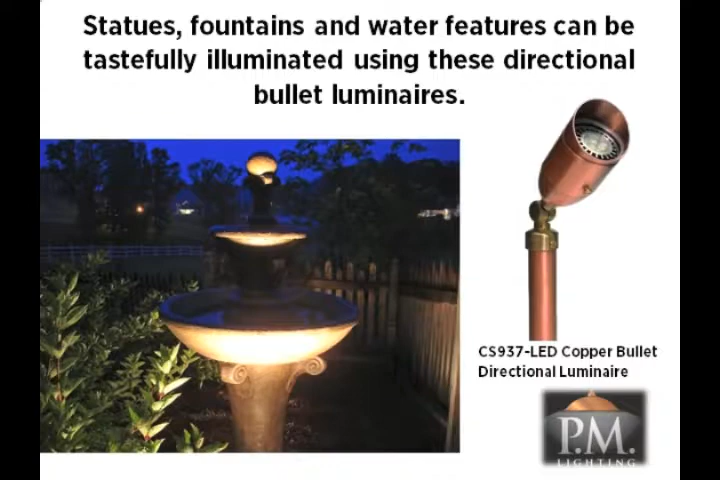 Statues, fountains and water features can be
tastefully illuminated using these directional
bullet luminaires.
CS937-LED Copper Bullet
Directional Luminaire
P.M.
LIGHTING